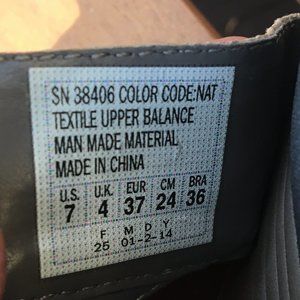 SN 38406 COLOR CODE:NAT
TEXTILE UPPER BALANCE
MAN MADE MATERIAL
MADE IN CHINA
U.S. U.K. EUR CM BRA
7 4 37 24 36
F M D Y
25 01-2-14